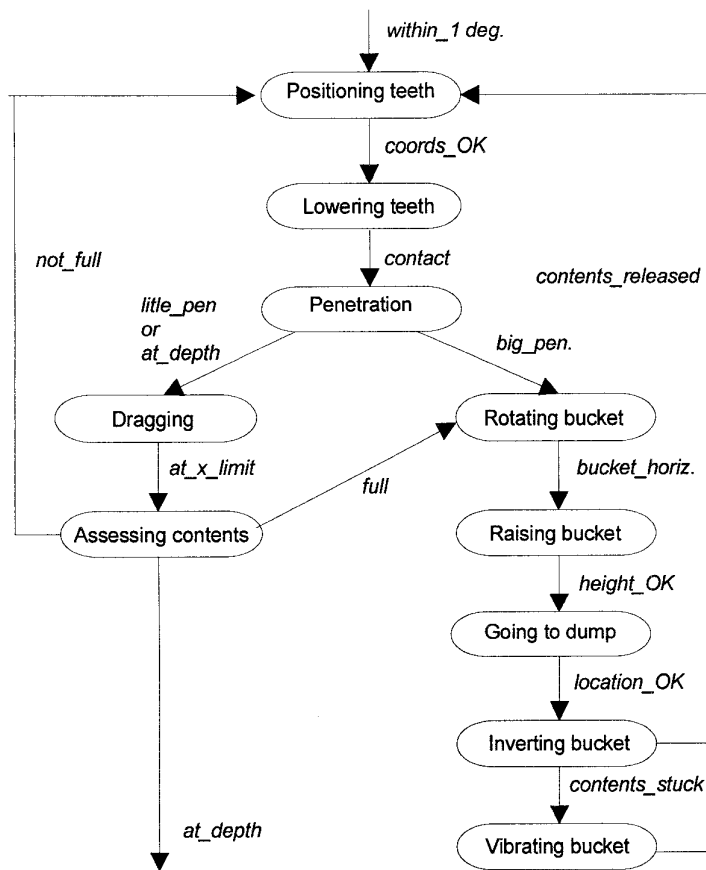 within_1 deg.
Positioning teeth
coords_OK
Lowering teeth
not_full
contact
contents_released
Penetration
litle_pen
or
at_depth
big_pen.
Dragging
Rotating bucket
at_x_limit
full
bucket_horiz.
Assessing contents
Raising bucket
height_OK
Going to dump
location_OK
Inverting bucket
contents_stuck
at_depth
Vibrating bucket